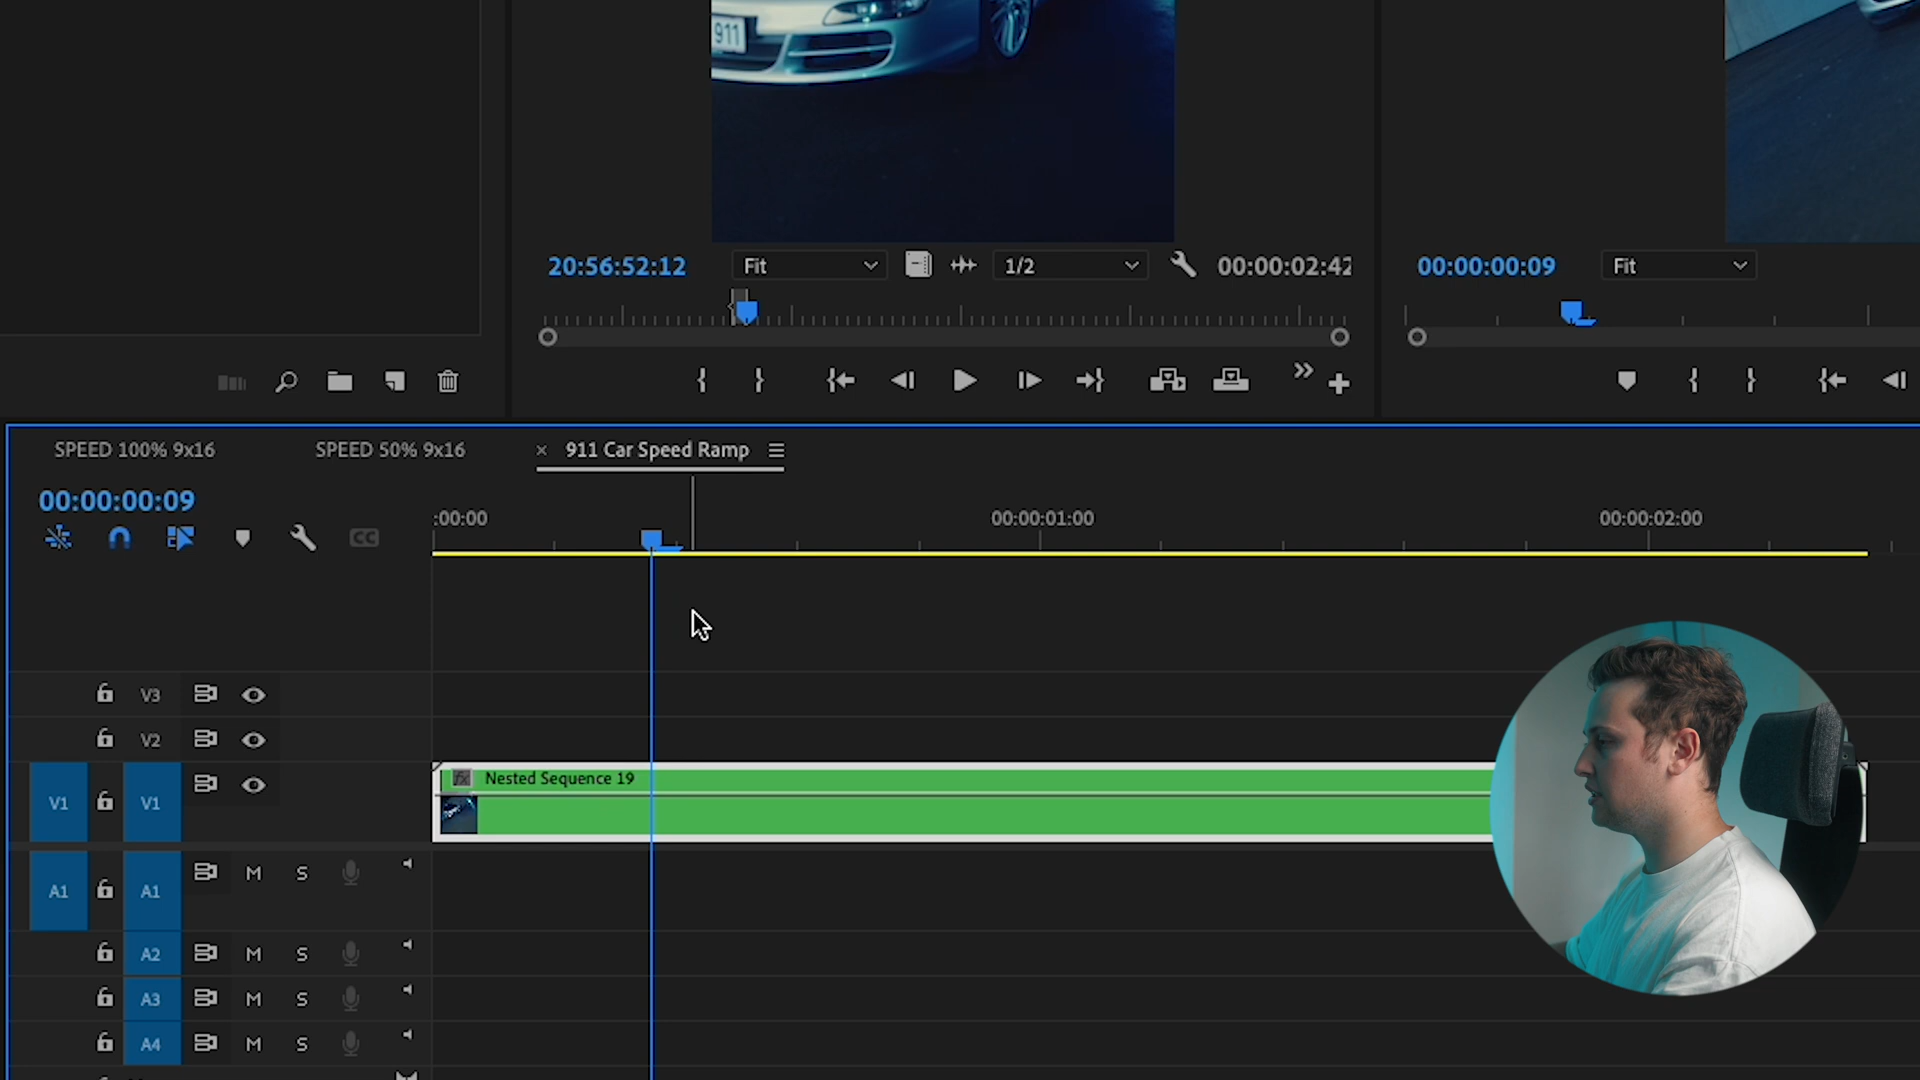 911
20:56:52:12
Fit
1/2
00:00:02:42
00:00:00:09
Fit
SPEED 100% 9x16
SPEED 50% 9x16
× 911 Car Speed Ramp
00:00:00:09
:00:00
00:00:01:00
00:00:02:00
CC
V3
V2
fx Nested Sequence 19
V1
V1
A1
A1
M
S
A2
M
S
A3
M
S
A4
M
S